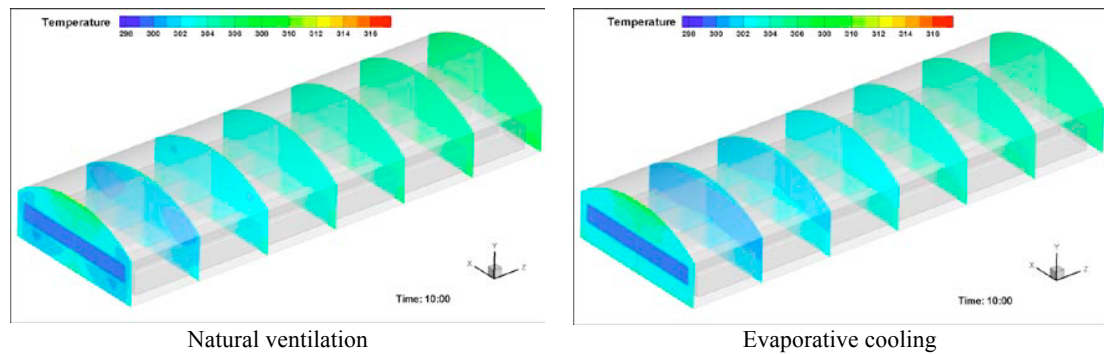 Temperature
298 300 302 304 306 308 310 312 314 316
Y
X
Z
Time: 10:00
Natural ventilation
Temperature
298 300 302 304 306 308 310 312 314 316
Y
X
Z
Time: 10:00
Evaporative cooling